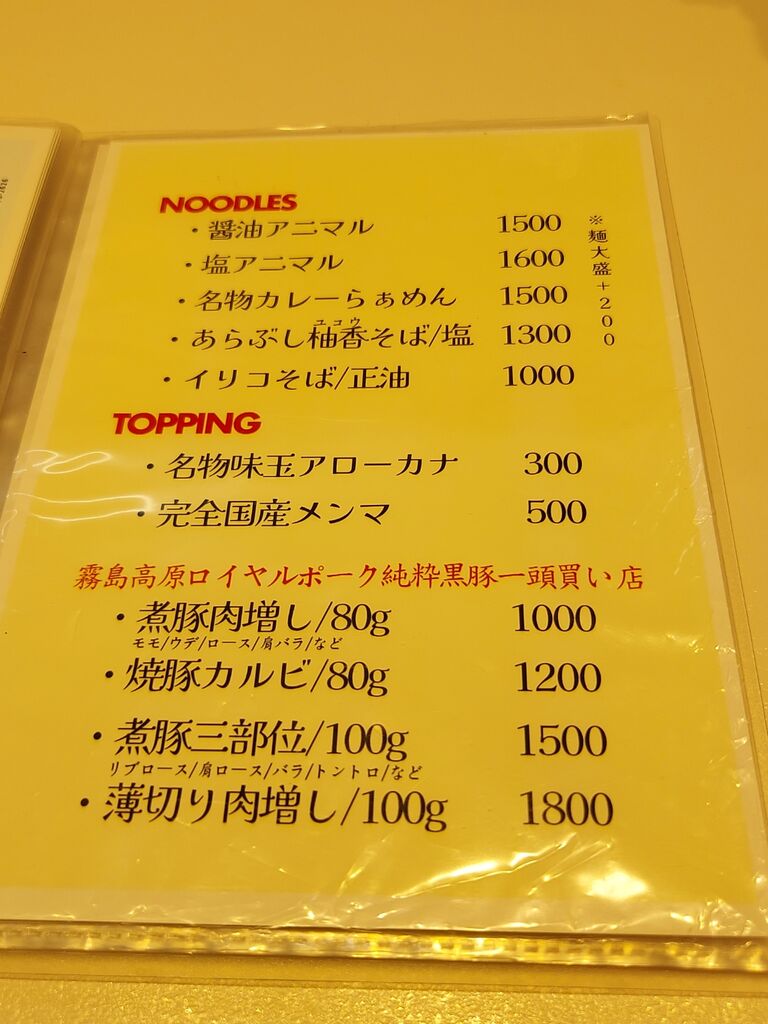 NOODLES
・醤油アニマル 1500
・塩アニマル 1600
・名物カレーらぁめん 1500
ユコウ
・あらぶし柚香そば/塩 1300
・イリコそば/正油 1000
※麺大盛+200
TOPPING
・名物味玉アローカナ 300
・完全国産メンマ 500
霧島高原ロイヤルポーク純粋黒豚一頭買い店
・煮豚肉増し/80g 1000
モモ/ウデ/ロース/肩バラ/など
・焼豚カルビ/80g 1200
・煮豚三部位/100g 1500
リブロース/肩ロース/バラ/トントロ/など
・薄切り肉増し/100g 1800